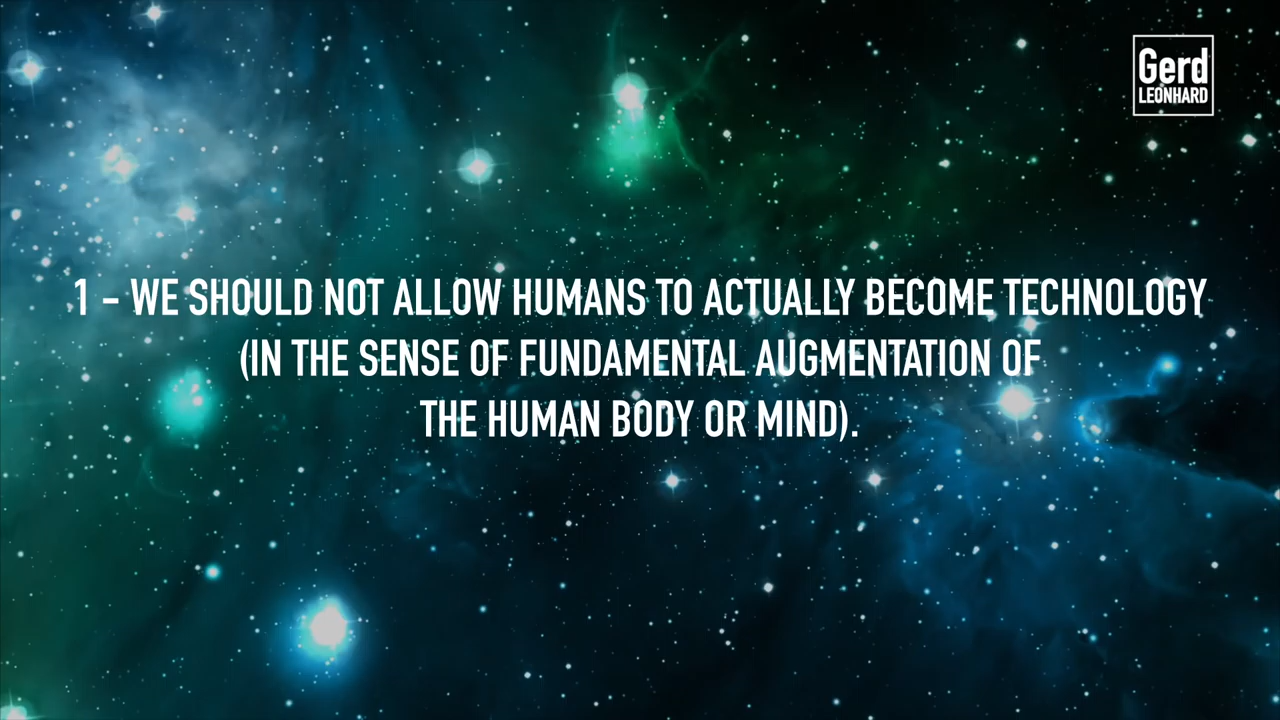 Gerd
LEONHARD
1 - WE SHOULD NOT ALLOW HUMANS TO ACTUALLY BECOME TECHNOLOGY
(IN THE SENSE OF FUNDAMENTAL AUGMENTATION OF
THE HUMAN BODY OR MIND).